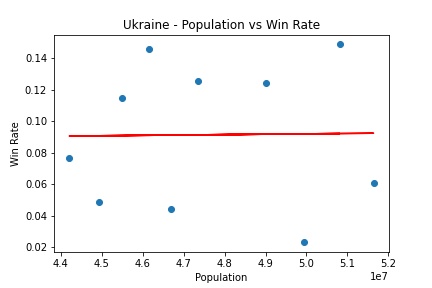 Ukraine - Population vs Win Rate
0.14
0.12
0.10
0.08
0.06
0.04
0.02
Win Rate
4.4 4.5 4.6 4.7 4.8 4.9 5.0 5.1 5.2
1e7
Population